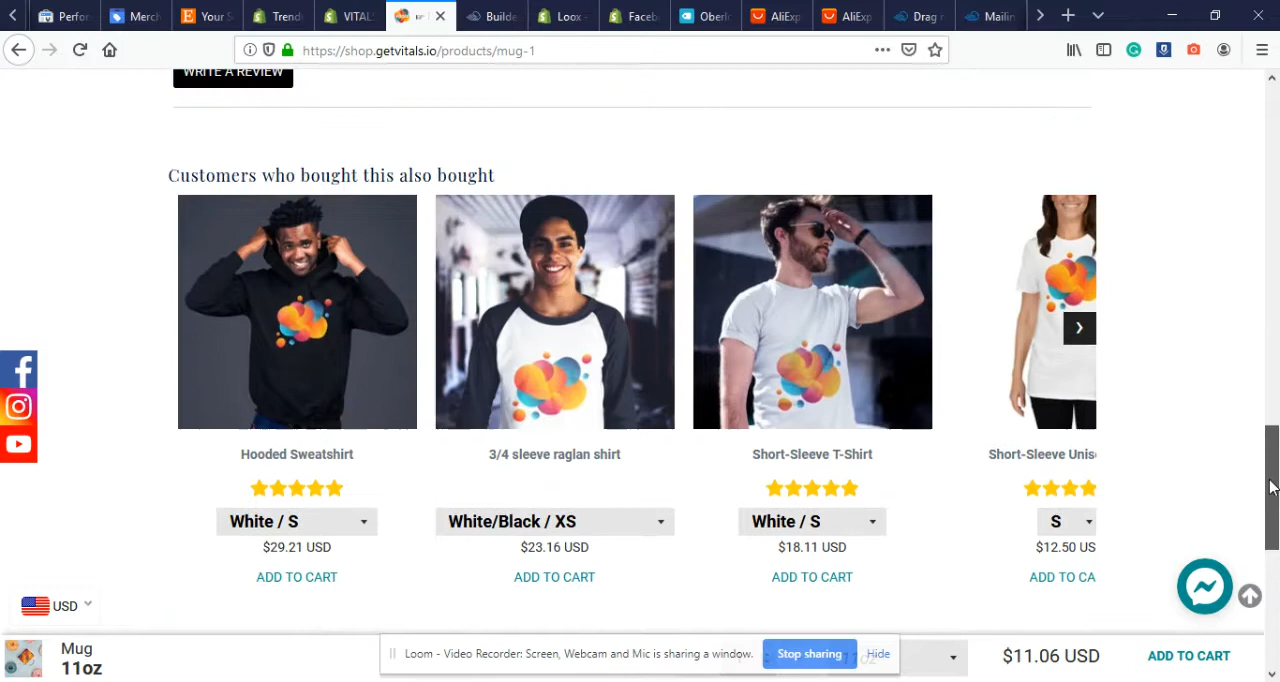 Perfor
Merch
Your S
Trend
VITAL
Builde
Loox -
Faceb
Oberl
AliExp
AliExp
Drag r
Mailin
https://shop.getvitals.io/products/mug-1
WRITE A REVIEW
Customers who bought this also bought
Hooded Sweatshirt
3/4 sleeve raglan shirt
Short-Sleeve T-Shirt
Short-Sleeve Unis
White / S
White/Black / XS
White / S
S
$29.21 USD
$23.16 USD
$18.11 USD
$12.50 US
ADD TO CART
ADD TO CART
ADD TO CART
ADD TO CA
USD
Mug
11oz
Loom - Video Recorder: Screen, Webcam and Mic is sharing a window.
Stop sharing
Hide
$11.06 USD
ADD TO CART